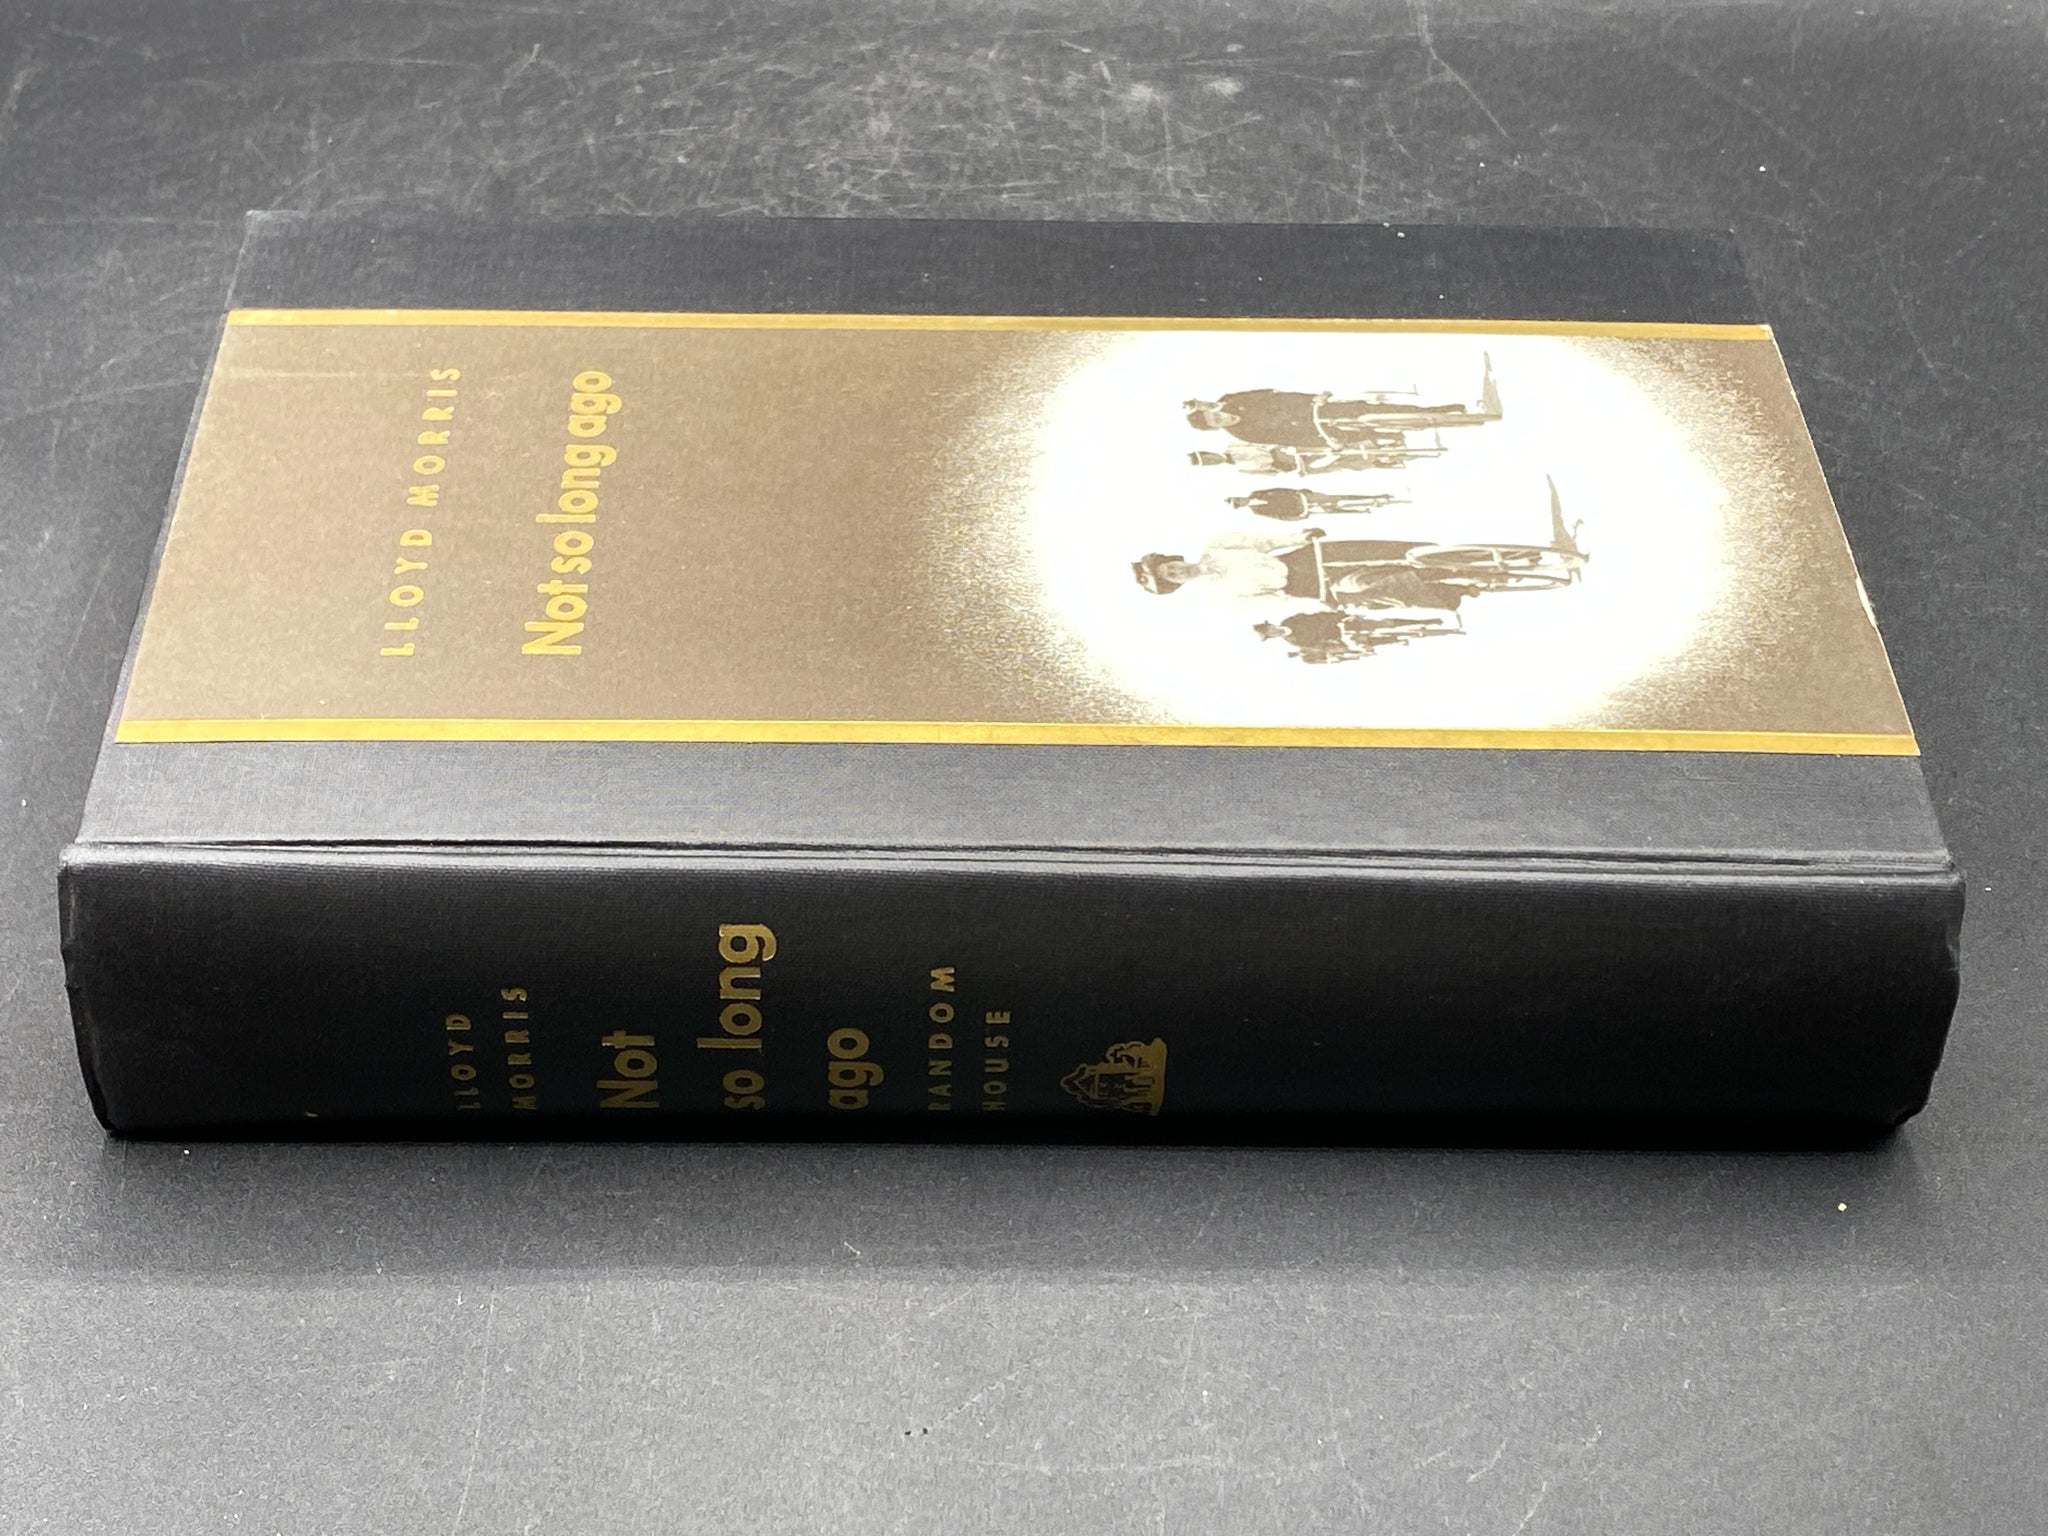 LLOYD MORRIS
Not so long ago
LLOYD
MORRIS
Not
so long
ago
RANDOM
HOUSE